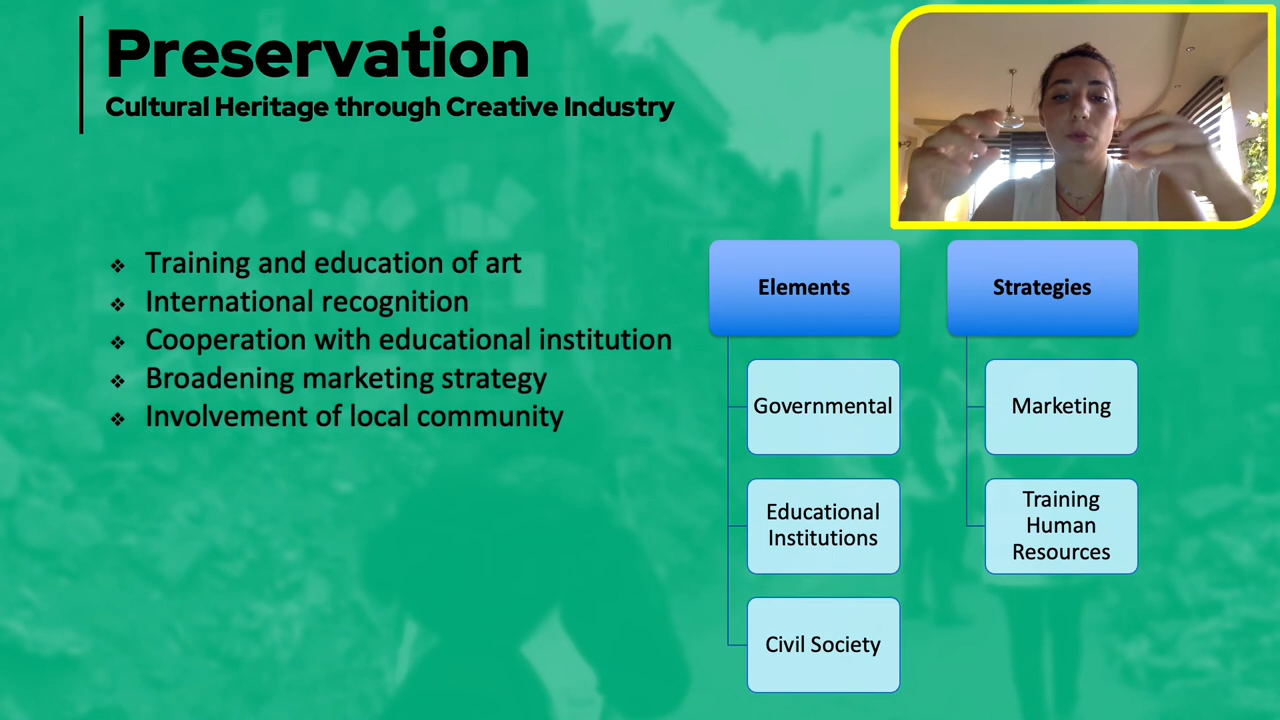 Preservation
Cultural Heritage through Creative Industry
Training and education of art
International recognition
Cooperation with educational institution
Broadening marketing strategy
Involvement of local community
Elements
Governmental
Educational
Institutions
Civil Society
Strategies
Marketing
Training
Human
Resources